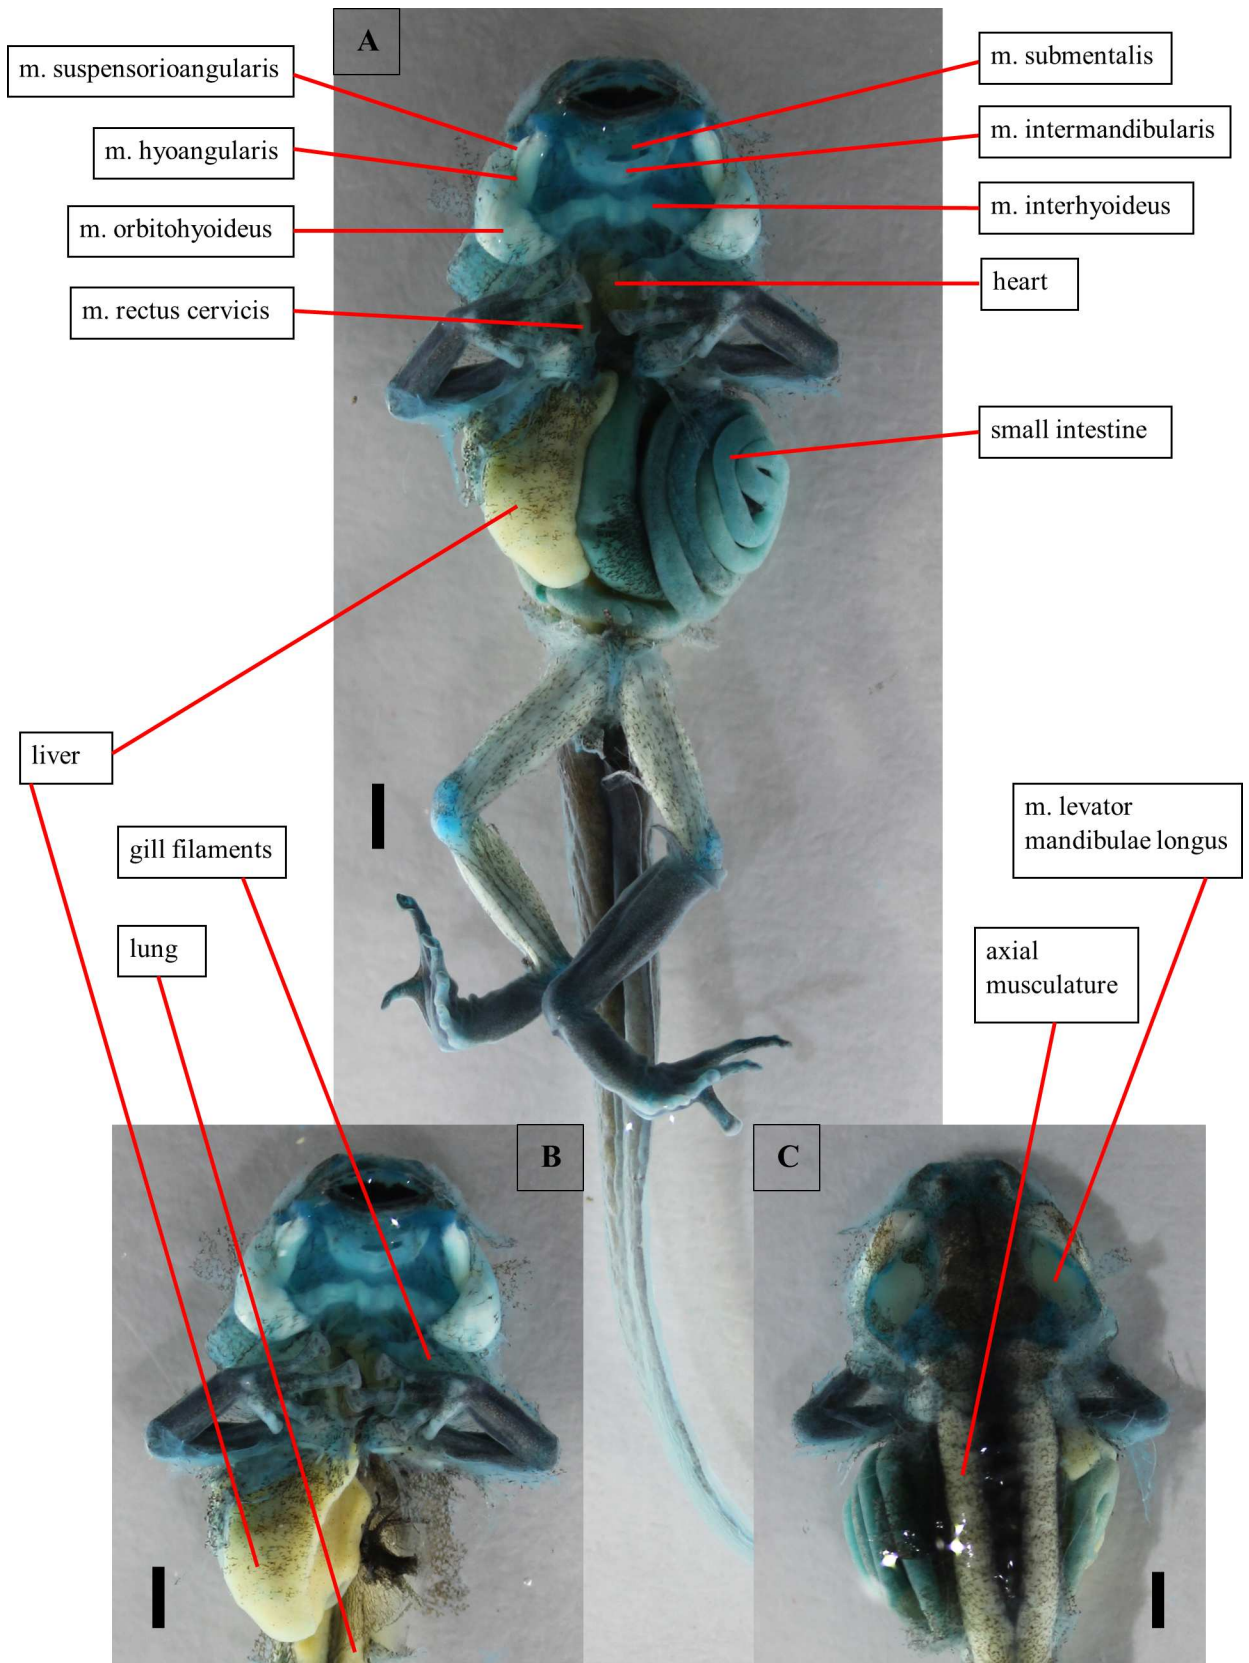 A
m. suspensorioangularis
m. submentalis
m. intermandibularis
m. hyoangularis
m. interhyoideus
m. orbitohyoideus
heart
m. rectus cervicis
small intestine
liver
m. levator
mandibulae longus
gill filaments
lung
axial
musculature
B
C